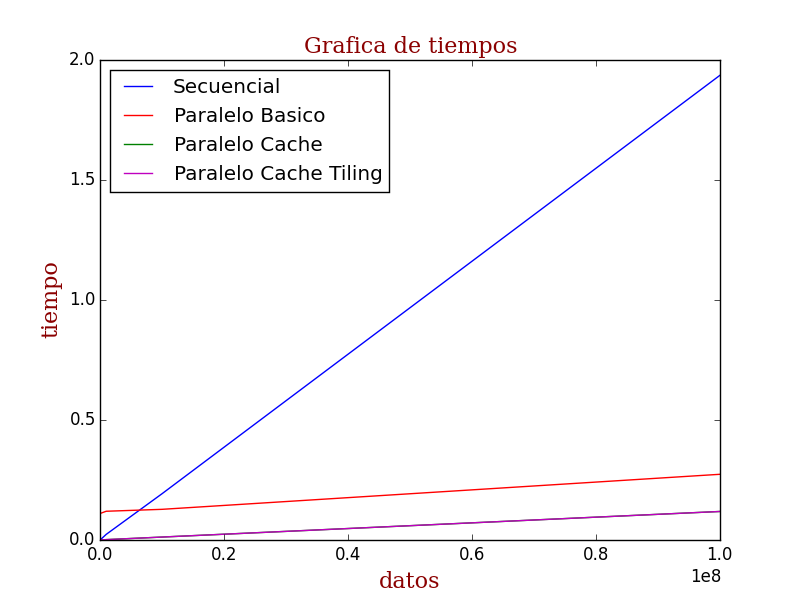 Grafica de tiempos
2.0
Secuencial
Paralelo Basico
Paralelo Cache
Paralelo Cache Tiling
1.5
tiempo
1.0
0.5
0.0
0.0 0.2 0.4 0.6 0.8 1.0
1e8
datos